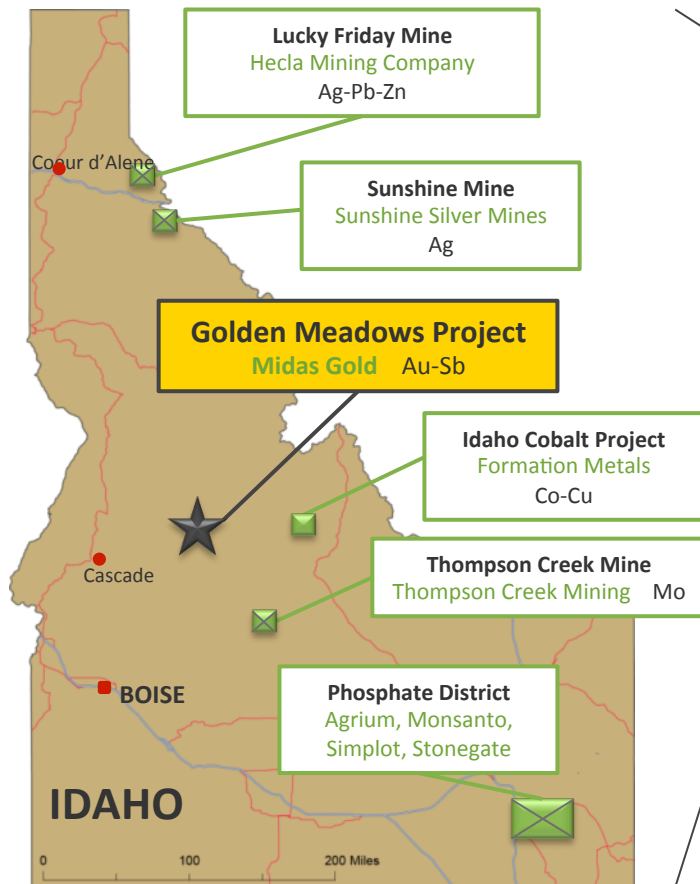 Lucky Friday Mine
Hecla Mining Company
Ag-Pb-Zn
Coeur d’Alene
Sunshine Mine
Sunshine Silver Mines
Ag
Golden Meadows Project
Midas Gold Au-Sb
Idaho Cobalt Project
Formation Metals
Co-Cu
Cascade
Thompson Creek Mine
Thompson Creek Mining Mo
BOISE
Phosphate District
Agrium, Monsanto,
Simplot, Stonegate
IDAHO
0 100 200 Miles